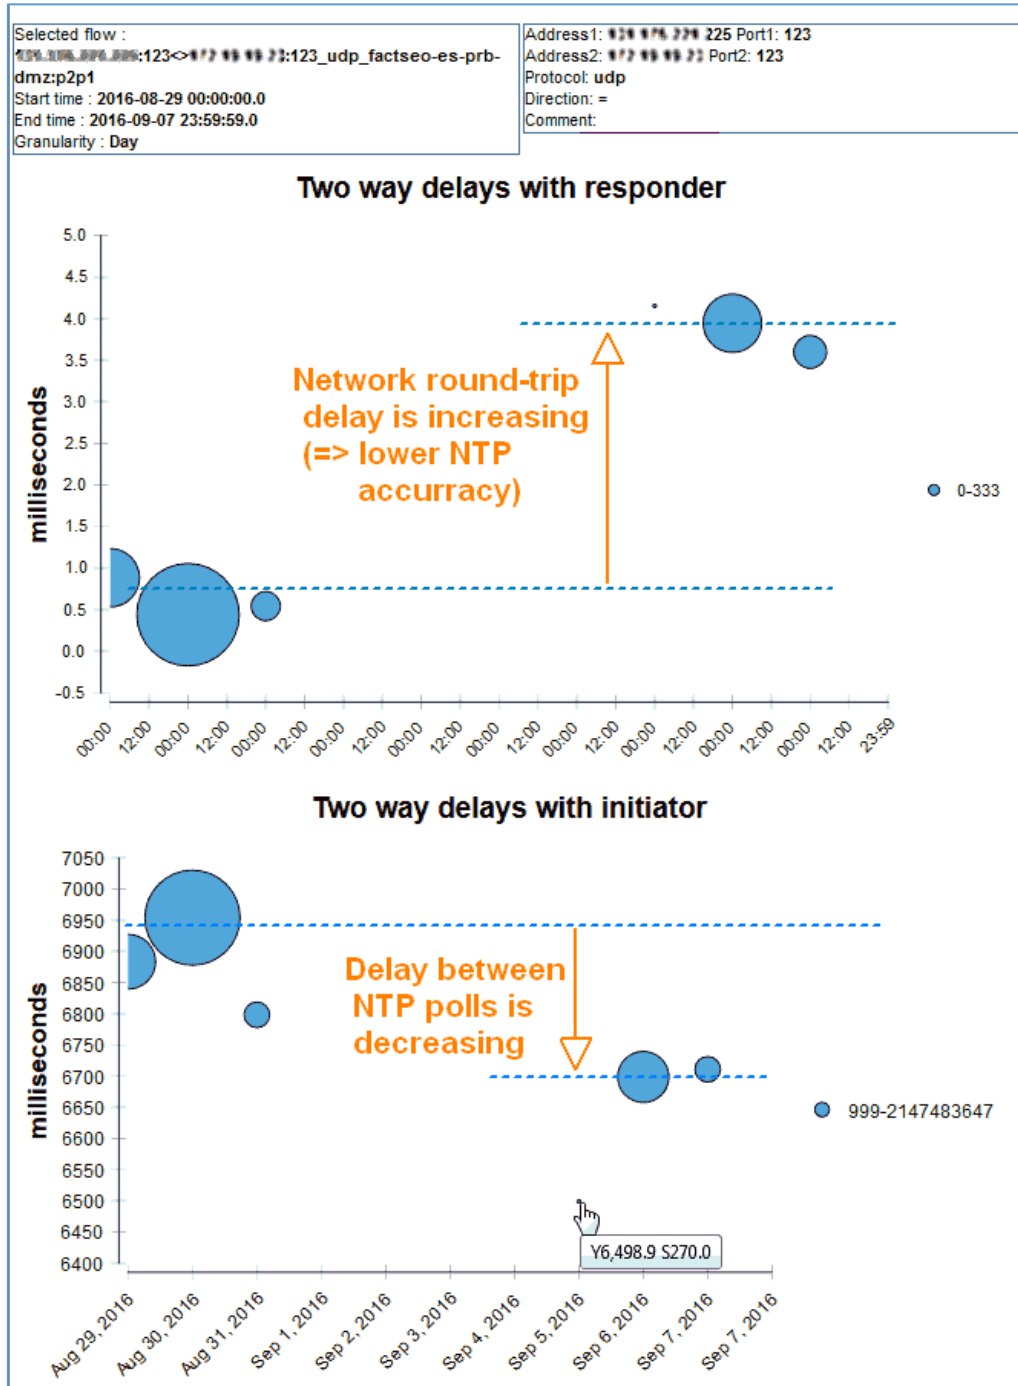 Selected flow :
:123<> :123_udp_factseo-es-prb-
dmz:p2p1
Start time : 2016-08-29 00:00:00.0
End time : 2016-09-07 23:59:59.0
Granularity : Day
Address1: 225 Port1: 123
Address2: Port2: 123
Protocol: udp
Direction: =
Comment:
Two way delays with responder
milliseconds
5.0
4.5
4.0
3.5
3.0
2.5
2.0
1.5
1.0
0.5
0.0
-0.5
Network round-trip
delay is increasing
(=> lower NTP
accurracy)
0-333
00:00 12:00 00:00 12:00 00:00 12:00 00:00 12:00 00:00 12:00 00:00 12:00 00:00 12:00 00:00 12:00 00:00 12:00 00:00 12:00 23:59
Two way delays with initiator
milliseconds
7050
7000
6950
6900
6850
6800
6750
6700
6650
6600
6550
6500
6450
6400
Delay between
NTP polls is
decreasing
999-2147483647
Y6,498.9 S270.0
Aug 29, 2016 Aug 30, 2016 Aug 31, 2016 Sep 1, 2016 Sep 2, 2016 Sep 3, 2016 Sep 4, 2016 Sep 5, 2016 Sep 6, 2016 Sep 7, 2016 Sep 7, 2016